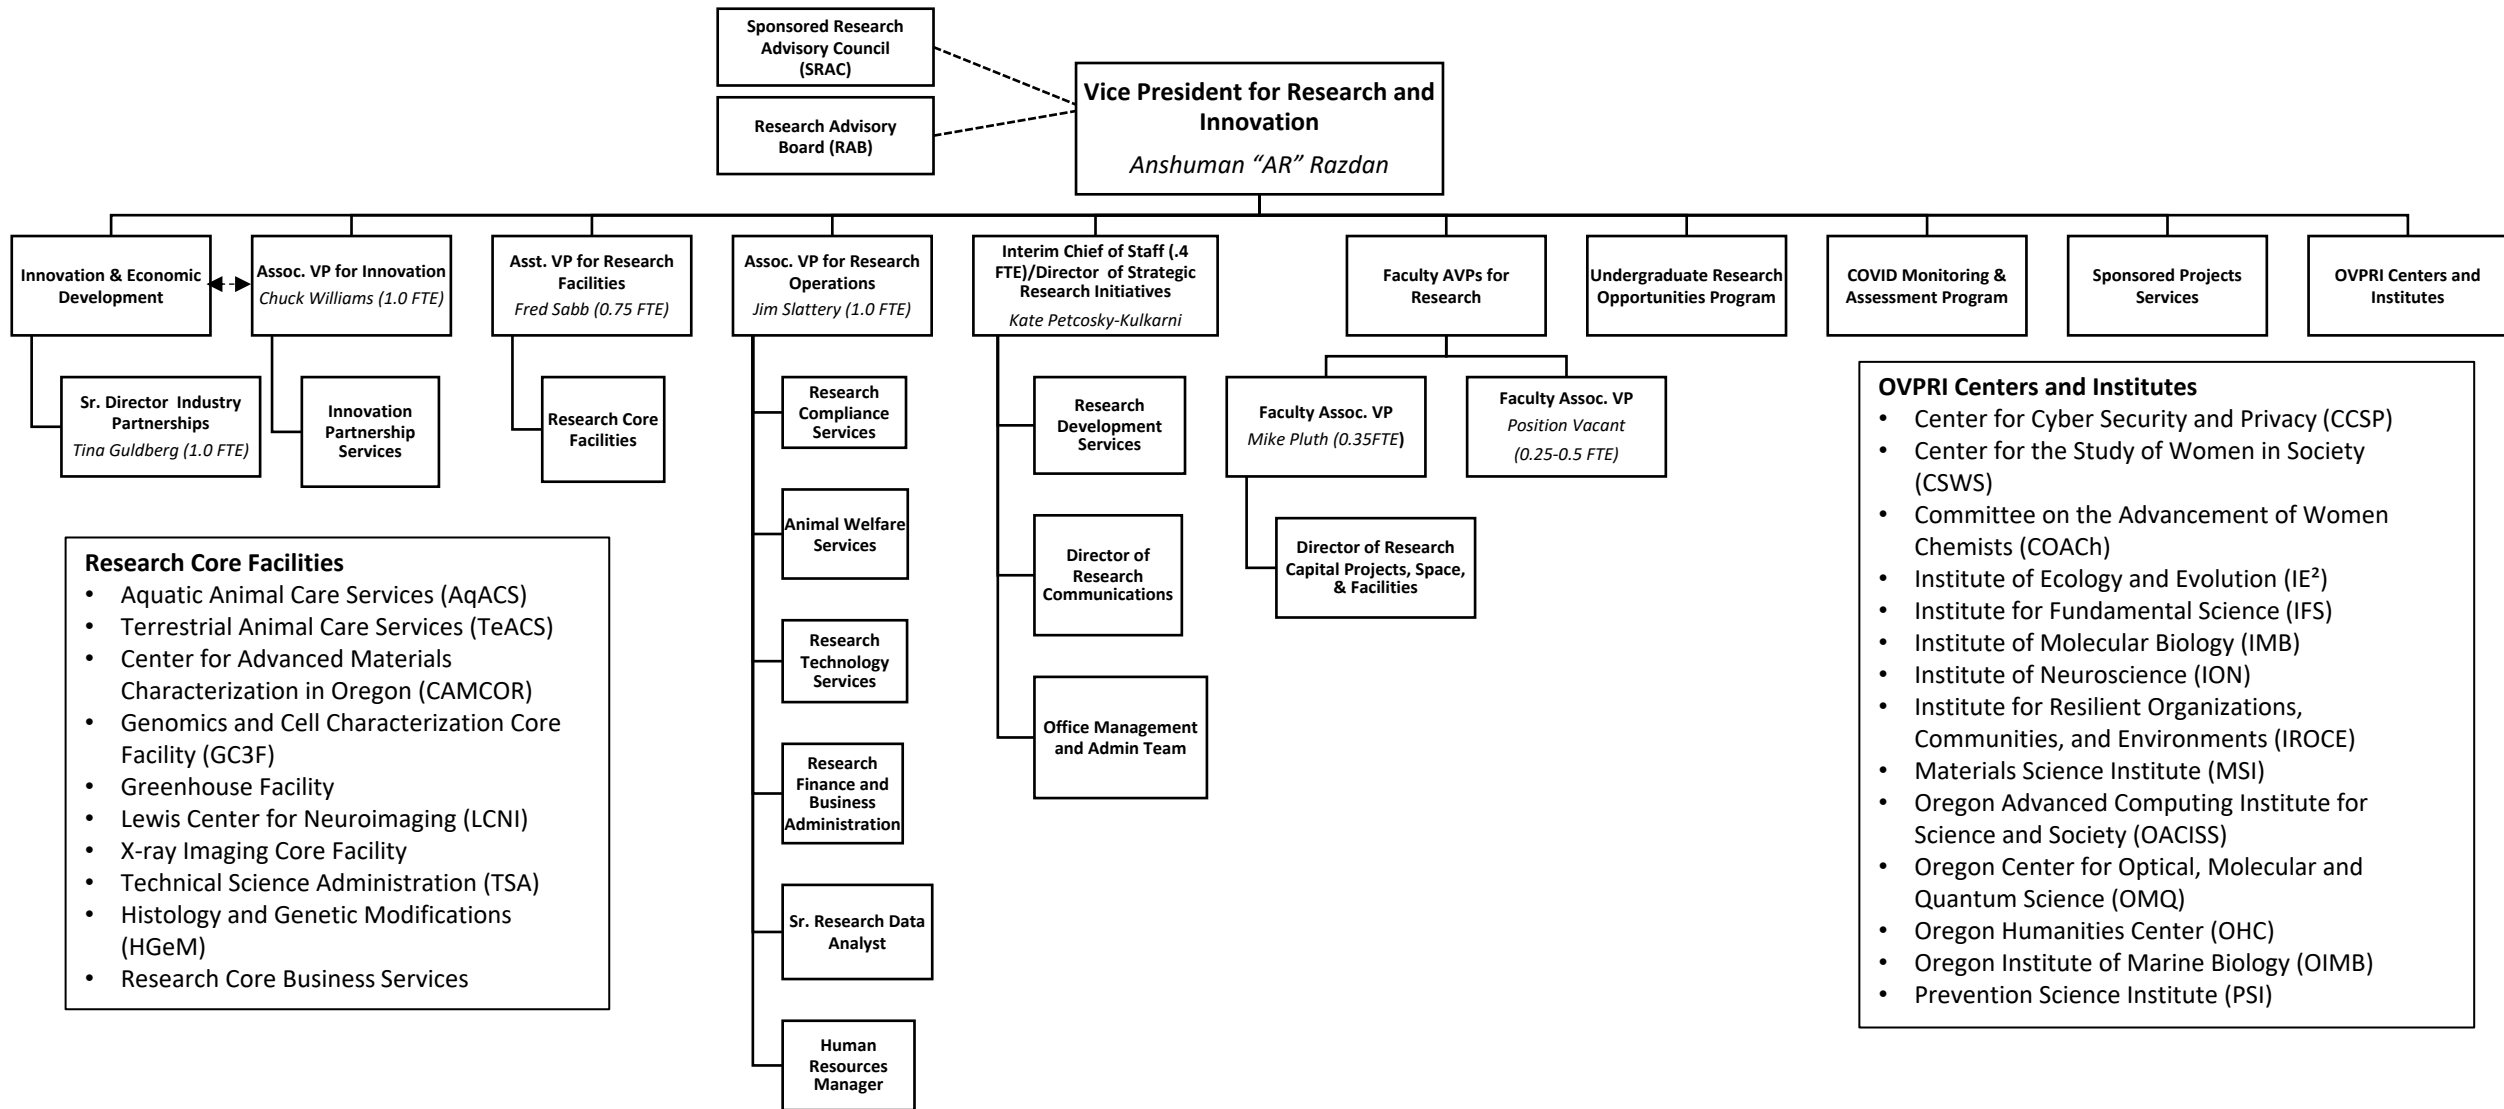 Sponsored Research
Advisory Council
(SRAC)
Research Advisory
Board (RAB)
Vice President for Research and
Innovation
Anshuman “AR” Razdan
Innovation & Economic
Development
Assoc. VP for Innovation
Chuck Williams (1.0 FTE)
Asst. VP for Research
Facilities
Fred Sabb (0.75 FTE)
Assoc. VP for Research
Operations
Jim Slattery (1.0 FTE)
Interim Chief of Staff (.4
FTE)/Director of Strategic
Research Initiatives
Kate Petcosky-Kulkarni
Faculty AVPs for
Research
Undergraduate Research
Opportunities Program
COVID Monitoring &
Assessment Program
Sponsored Projects
Services
OVPRI Centers and
Institutes
Sr. Director Industry
Partnerships
Tina Guldberg (1.0 FTE)
Innovation
Partnership
Services
Research Core
Facilities
Research
Compliance
Services
Animal Welfare
Services
Research
Technology
Services
Research
Finance and
Business
Administration
Sr. Research Data
Analyst
Human
Resources
Manager
Research
Development
Services
Director of
Research
Communications
Office Management
and Admin Team
Faculty Assoc. VP
Mike Pluth (0.35FTE)
Faculty Assoc. VP
Position Vacant
(0.25-0.5 FTE)
Director of Research
Capital Projects, Space,
& Facilities
Research Core Facilities
• Aquatic Animal Care Services (AqACS)
• Terrestrial Animal Care Services (TeACS)
• Center for Advanced Materials
Characterization in Oregon (CAMCOR)
• Genomics and Cell Characterization Core
Facility (GC3F)
• Greenhouse Facility
• Lewis Center for Neuroimaging (LCNI)
• X-ray Imaging Core Facility
• Technical Science Administration (TSA)
• Histology and Genetic Modifications
(HGeM)
• Research Core Business Services
OVPRI Centers and Institutes
• Center for Cyber Security and Privacy (CCSP)
• Center for the Study of Women in Society
(CSWS)
• Committee on the Advancement of Women
Chemists (COACh)
• Institute of Ecology and Evolution (IE²)
• Institute for Fundamental Science (IFS)
• Institute of Molecular Biology (IMB)
• Institute of Neuroscience (ION)
• Institute for Resilient Organizations,
Communities, and Environments (IROCE)
• Materials Science Institute (MSI)
• Oregon Advanced Computing Institute for
Science and Society (OACISS)
• Oregon Center for Optical, Molecular and
Quantum Science (OMQ)
• Oregon Humanities Center (OHC)
• Oregon Institute of Marine Biology (OIMB)
• Prevention Science Institute (PSI)